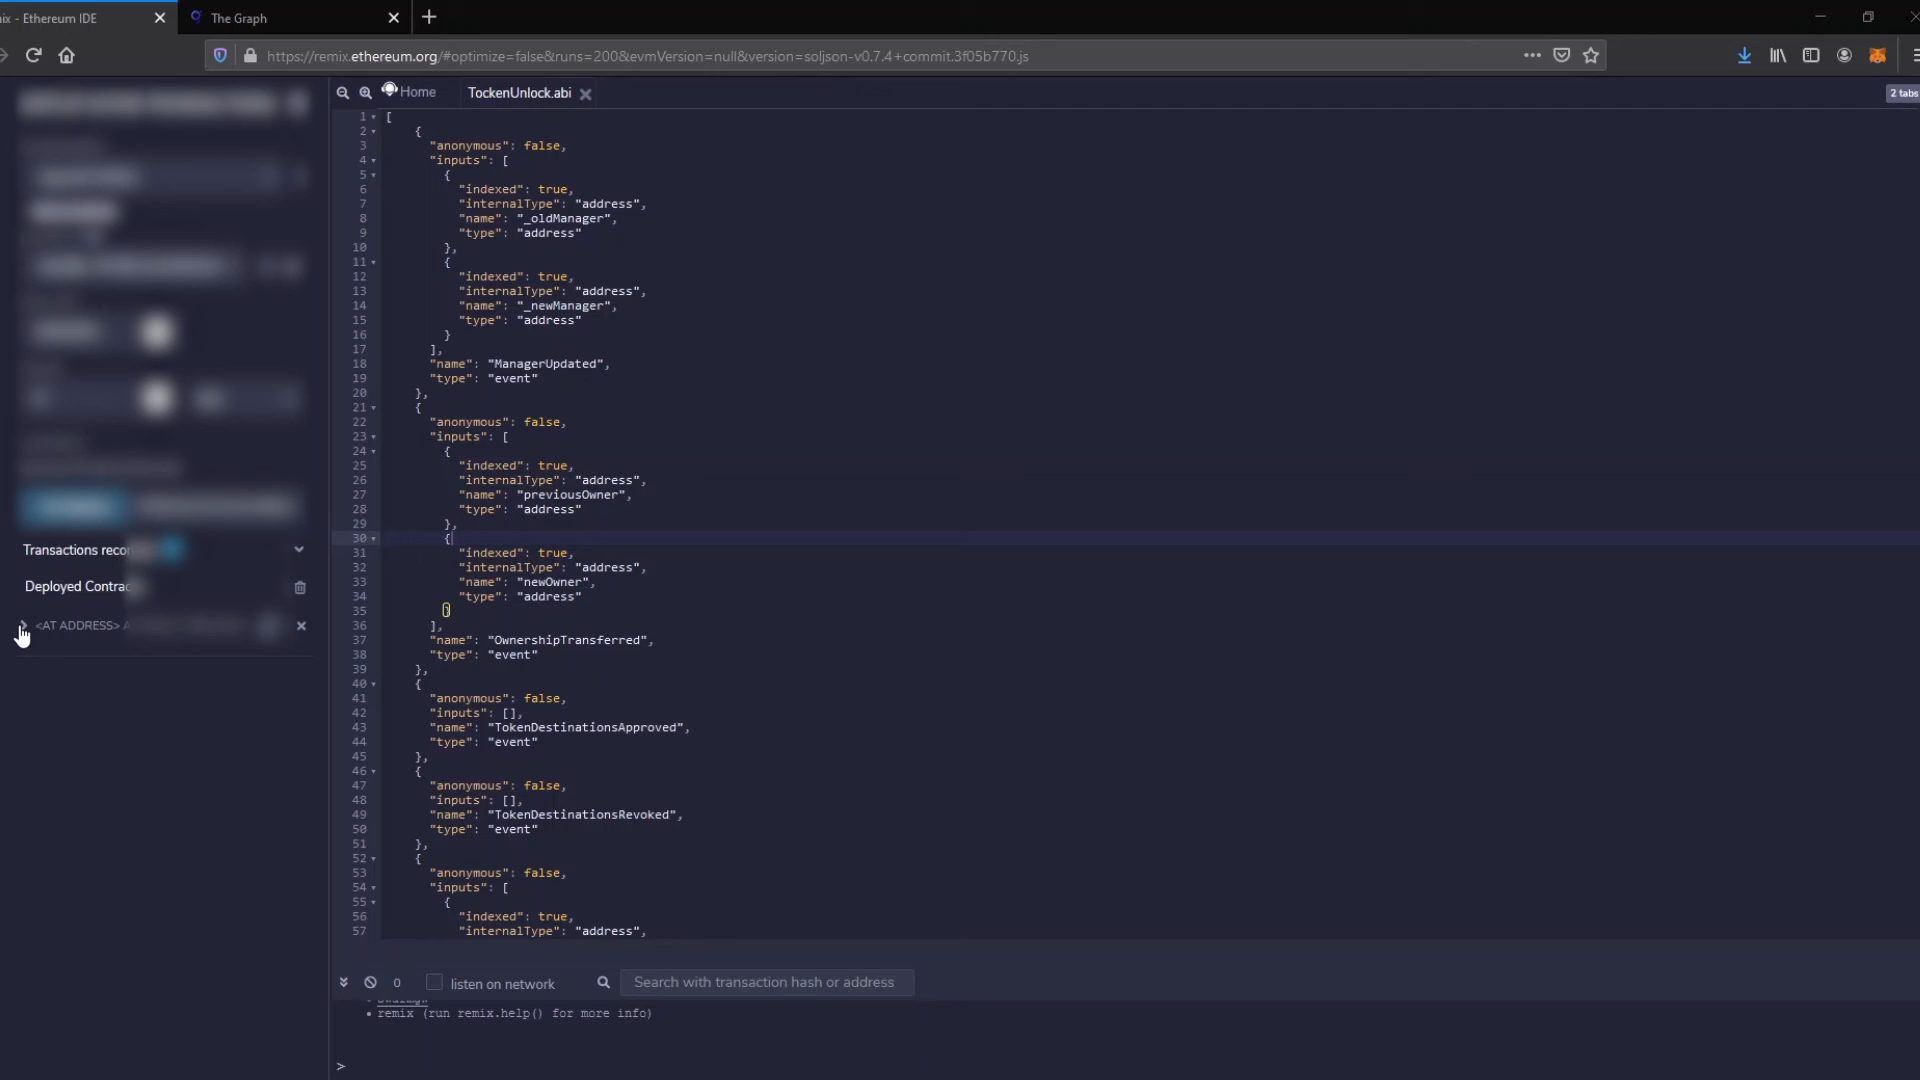 ix - Ethereum IDE
The Graph
https://remix.ethereum.org/#optimize=false&runs=200&evmVersion=null&version=soljson-v0.7.4+commit.3f05b770.js
Home
TockenUnlock.abi
2 tabs
Transactions recor
Deployed Contrac
<AT ADDRESS> A
1 [
2 {
3 "anonymous": false,
4 "inputs": [
5 {
6 "indexed": true,
7 "internalType": "address",
8 "name": "_oldManager",
9 "type": "address"
10 },
11 {
12 "indexed": true,
13 "internalType": "address",
14 "name": "_newManager",
15 "type": "address"
16 }
17 ],
18 "name": "ManagerUpdated",
19 "type": "event"
20 },
21 {
22 "anonymous": false,
23 "inputs": [
24 {
25 "indexed": true,
26 "internalType": "address",
27 "name": "previousOwner",
28 "type": "address"
29 },
30 {
31 "indexed": true,
32 "internalType": "address",
33 "name": "newOwner",
34 "type": "address"
35 }
36 ],
37 "name": "OwnershipTransferred",
38 "type": "event"
39 },
40 {
41 "anonymous": false,
42 "inputs": [],
43 "name": "TokenDestinationsApproved",
44 "type": "event"
45 },
46 {
47 "anonymous": false,
48 "inputs": [],
49 "name": "TokenDestinationsRevoked",
50 "type": "event"
51 },
52 {
53 "anonymous": false,
54 "inputs": [
55 {
56 "indexed": true,
57 "internalType": "address",
0 listen on network
Search with transaction hash or address
• remix (run remix.help() for more info)
>